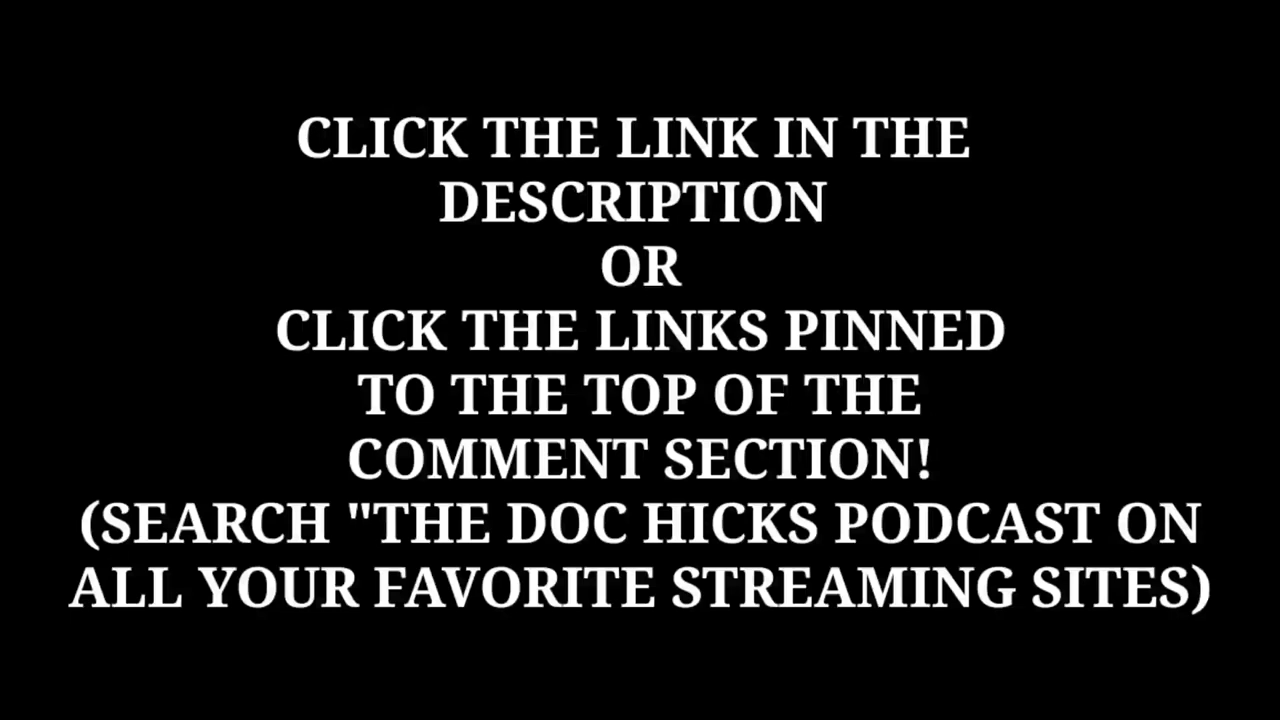 CLICK THE LINK IN THE
DESCRIPTION
OR
CLICK THE LINKS PINNED
TO THE TOP OF THE
COMMENT SECTION!
(SEARCH "THE DOC HICKS PODCAST ON
ALL YOUR FAVORITE STREAMING SITES)